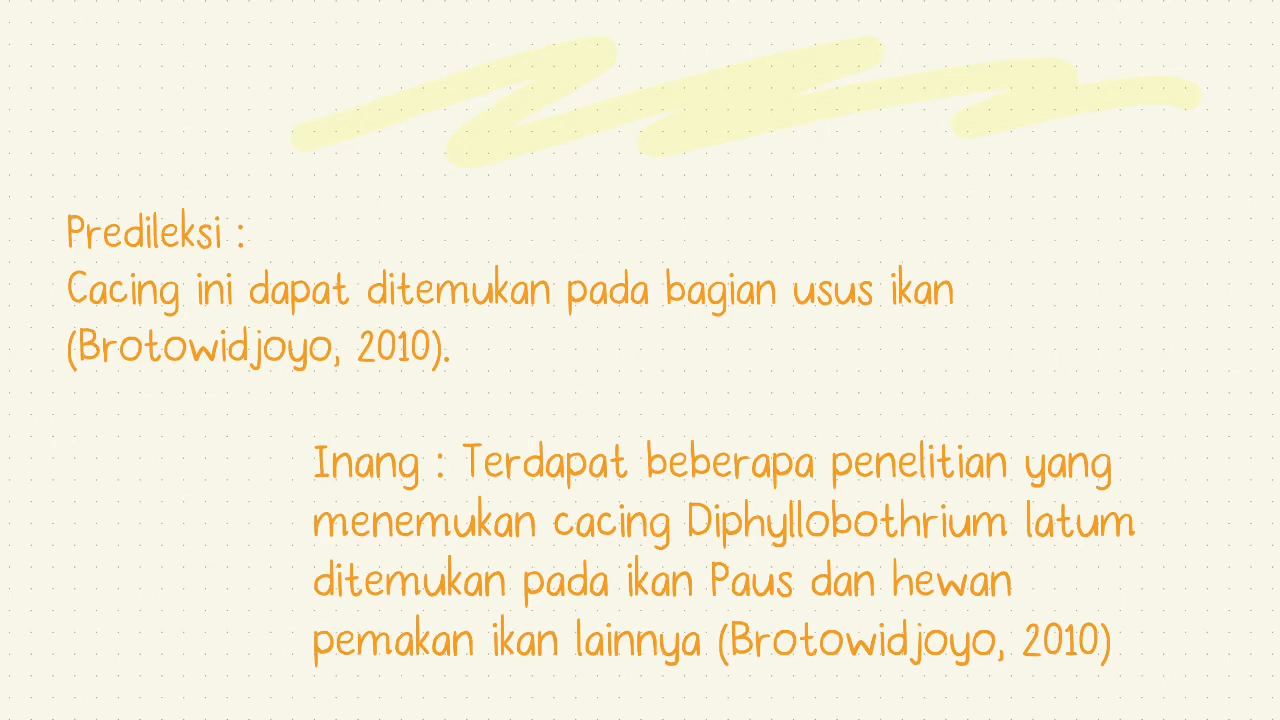 Predileksi :
Cacing ini dapat ditemukan pada bagian usus ikan
(Brotowidjoyo, 2010).
Inang : Terdapat beberapa penelitian yang
menemukan cacing Diphyllobothrium latum
ditemukan pada ikan Paus dan hewan
pemakan ikan lainnya (Brotowidjoyo, 2010)